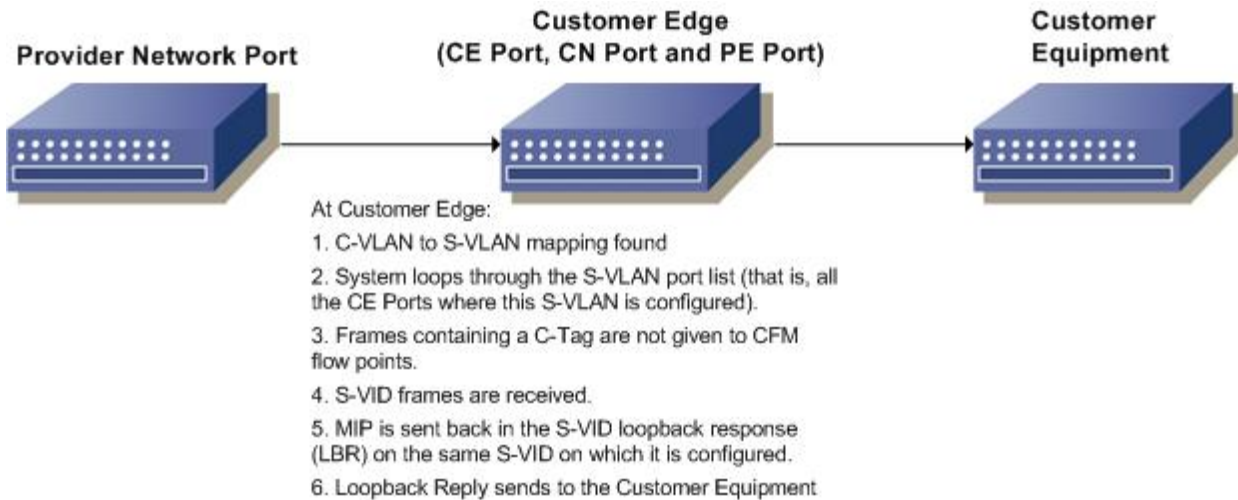 Provider Network Port
Customer Edge
(CE Port, CN Port and PE Port)
Customer
Equipment
At Customer Edge:
1. C-VLAN to S-VLAN mapping found
2. System loops through the S-VLAN port list (that is, all
the CE Ports where this S-VLAN is configured).
3. Frames containing a C-Tag are not given to CFM
flow points.
4. S-VID frames are received.
5. MIP is sent back in the S-VID loopback response
(LBR) on the same S-VID on which it is configured.
6. Loopback Reply sends to the Customer Equipment